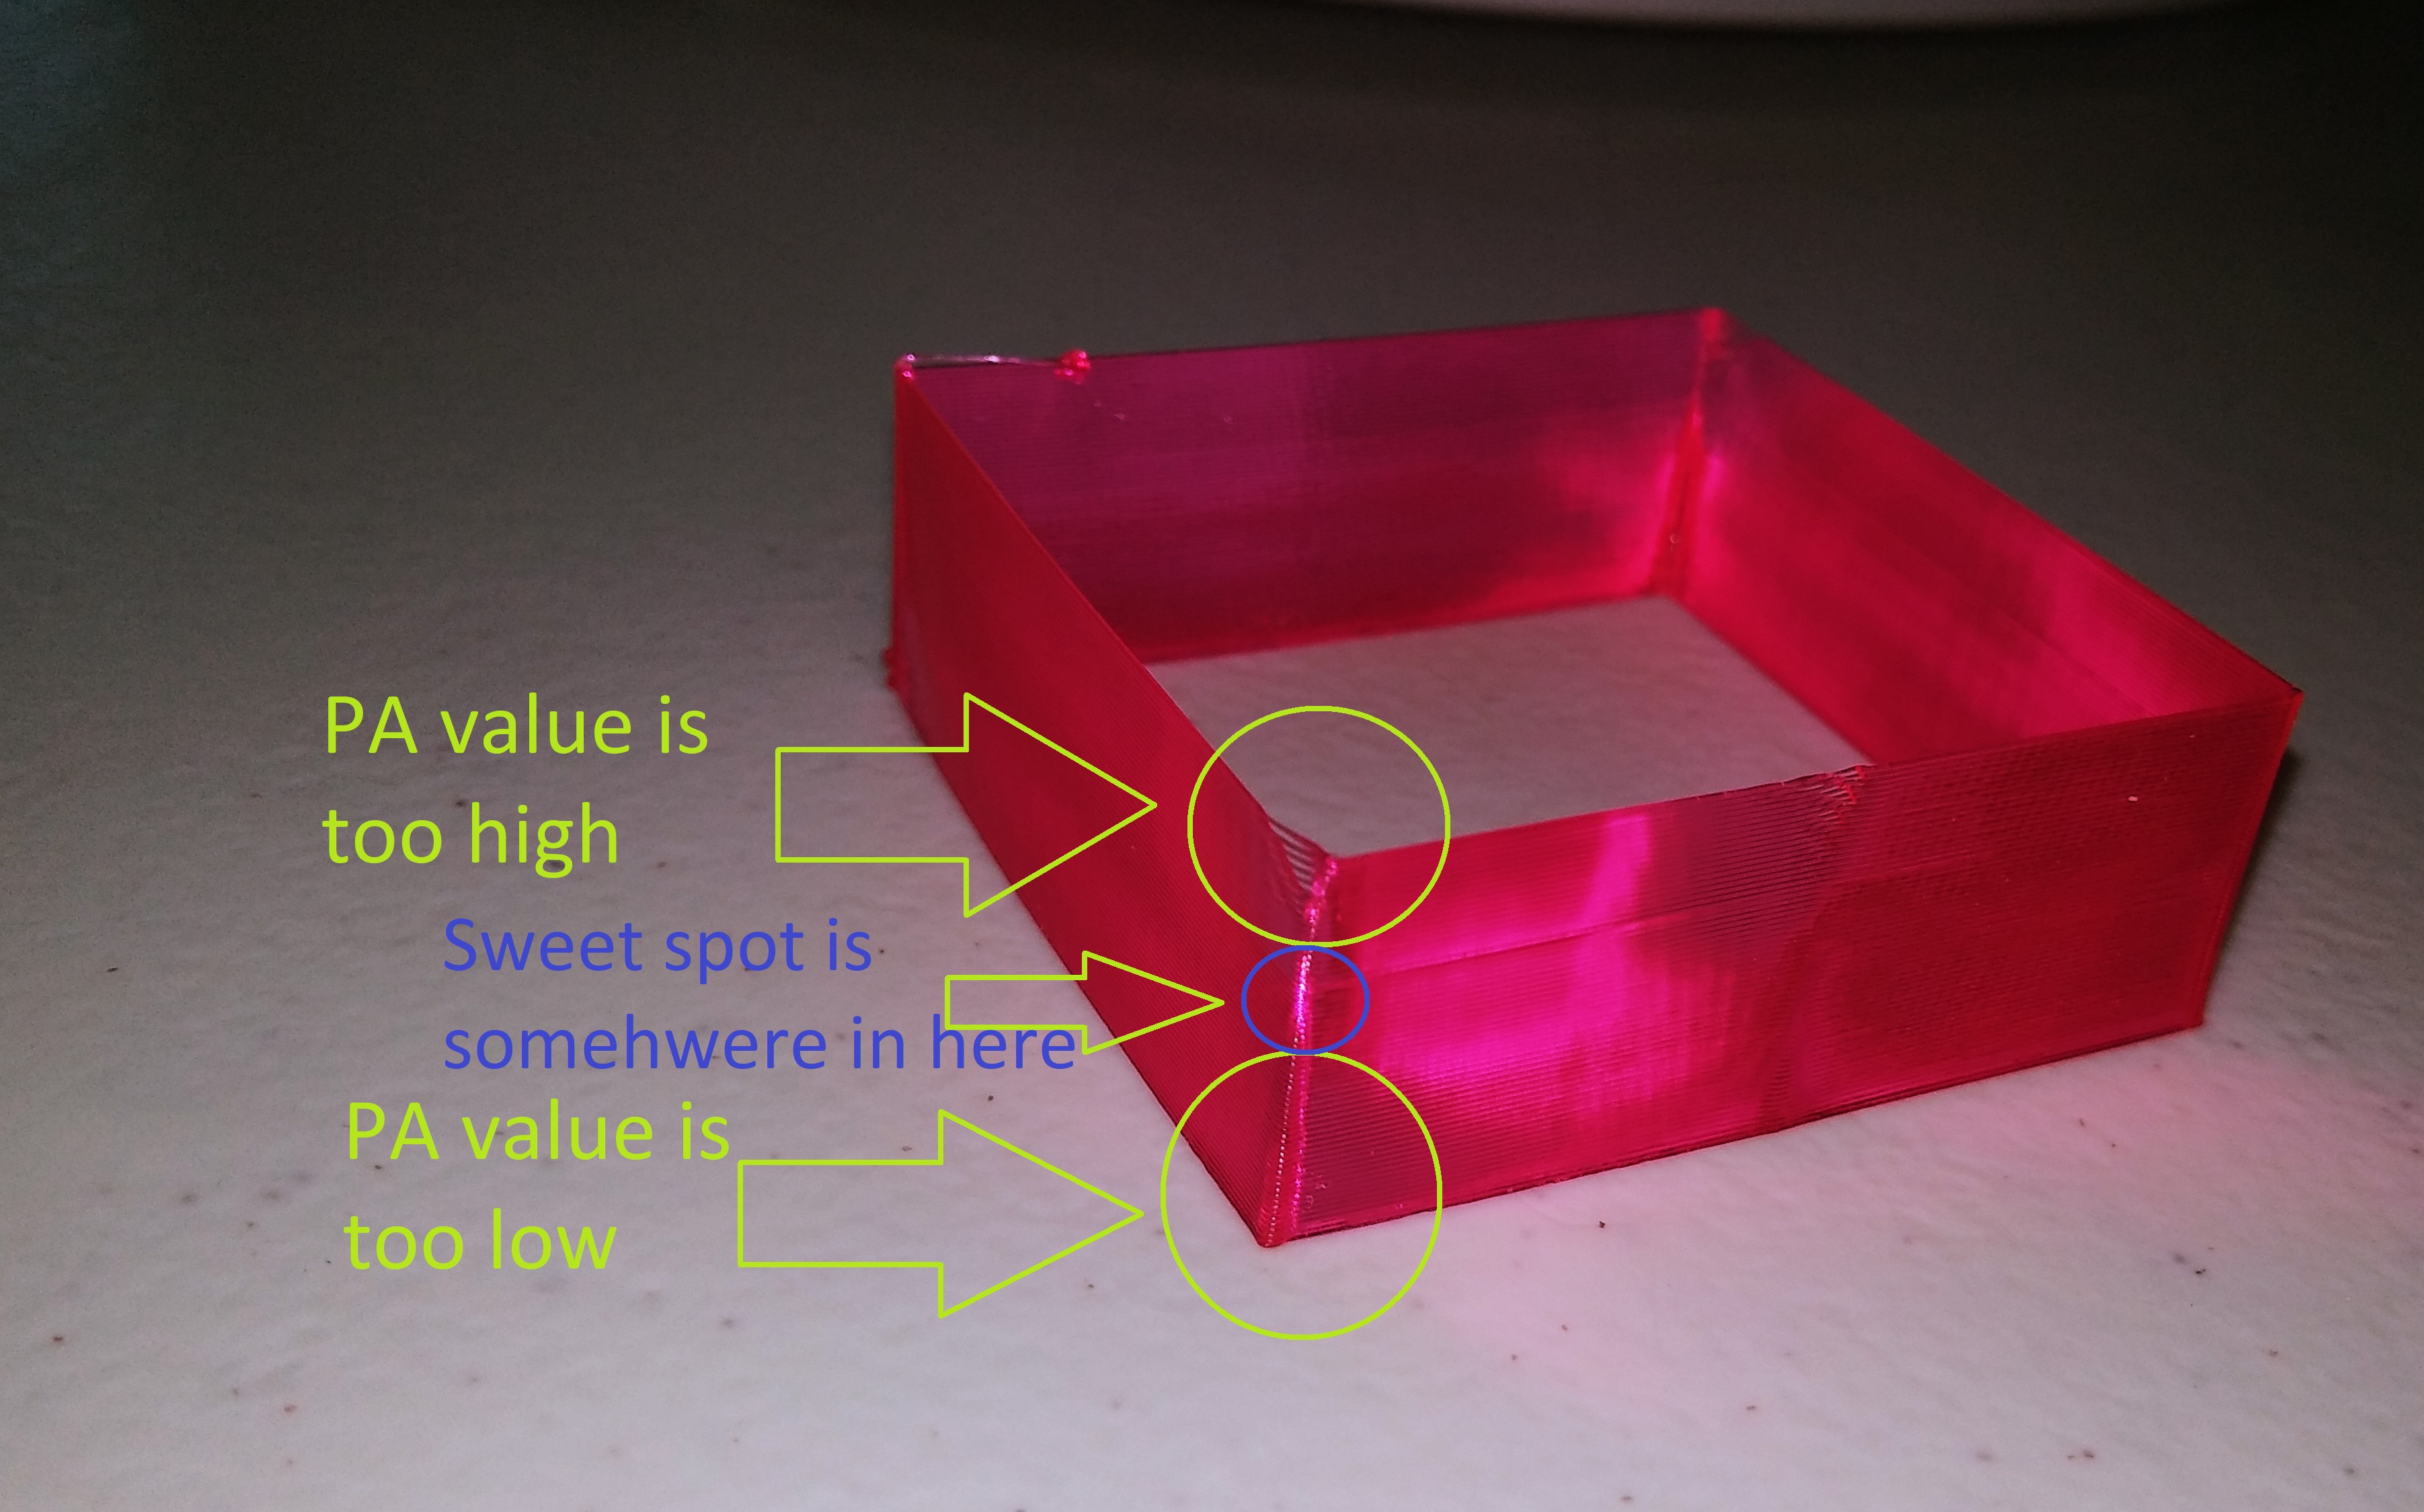 PA value is
too high
Sweet spot is
somehwere in here
PA value is
too low